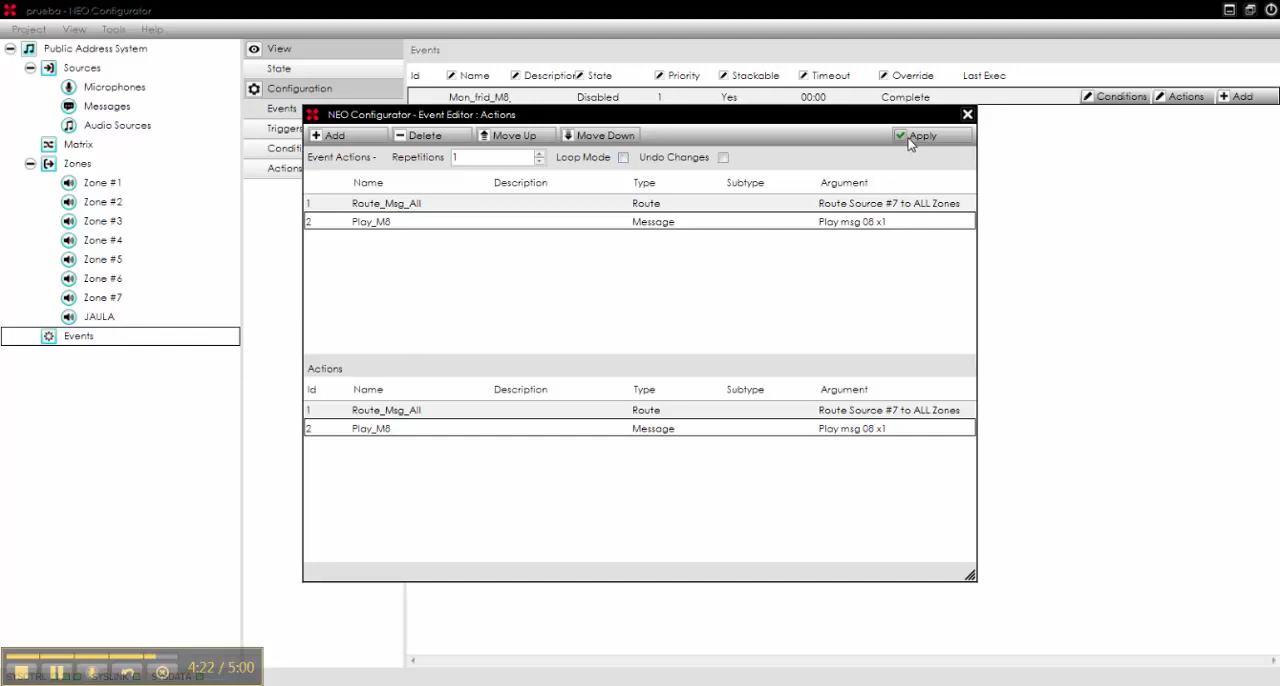 prueba - NEO Configurator
Project View Tools Help
Public Address System
Sources
Microphones
Messages
Audio Sources
Matrix
Zones
Zone #1
Zone #2
Zone #3
Zone #4
Zone #5
Zone #6
Zone #7
JAULA
Events
View
State
Configuration
Events
Triggers
Conditi
Actions
Events
Id Name Description State Priority Stackable Timeout Override Last Exec
Mon_frid_M8_ Disabled 1 Yes 00:00 Complete Conditions Actions Add
NEO Configurator - Event Editor : Actions
Add Delete Move Up Move Down Apply
Event Actions - Repetitions 1 Loop Mode Undo Changes
Name Description Type Subtype Argument
1 Route_Msg_All Route Route Source #7 to ALL Zones
2 Play_M8 Message Play msg 08 x1
Actions
Id Name Description Type Subtype Argument
1 Route_Msg_All Route Route Source #7 to ALL Zones
2 Play_M8 Message Play msg 08 x1
4:22 / 5:00
SYSCTRL SYSLINK SYSDATA